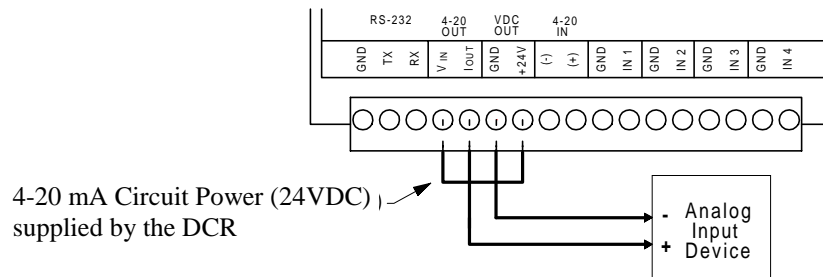 RS-232 4-20 OUT VDC OUT 4-20 IN
GND TX RX V IN I OUT GND +24V (-) (+) GND IN 1 GND IN 2 GND IN 3 GND IN 4
4-20 mA Circuit Power (24VDC)
supplied by the DCR
- Analog
Input
+ Device